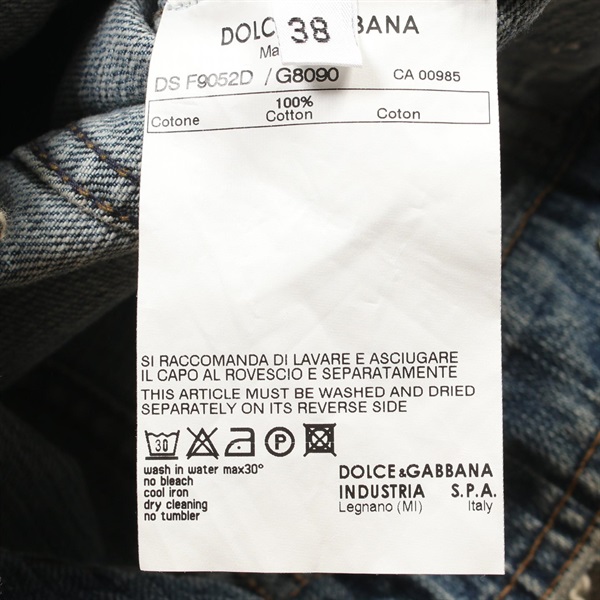 DOLC BANA
38
Ma
DS F9052D / G8090 CA 00985
100%
Cotone Cotton Coton
SI RACCOMANDA DI LAVARE E ASCIUGARE
IL CAPO AL ROVESCIO E SEPARATAMENTE
THIS ARTICLE MUST BE WASHED AND DRIED
SEPARATELY ON ITS REVERSE SIDE
30 P
wash in water max30°
no bleach
cool iron
dry cleaning
no tumbler
DOLCE&GABBANA
INDUSTRIA S.P.A.
Legnano (MI) Italy